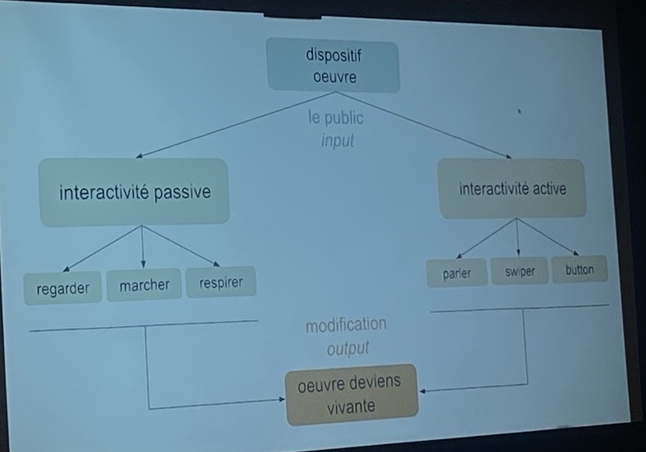 dispositif
oeuvre
le public
input
interactivité passive
interactivité active
regarder
marcher
respirer
parler
swiper
button
modification
output
oeuvre deviens
vivante